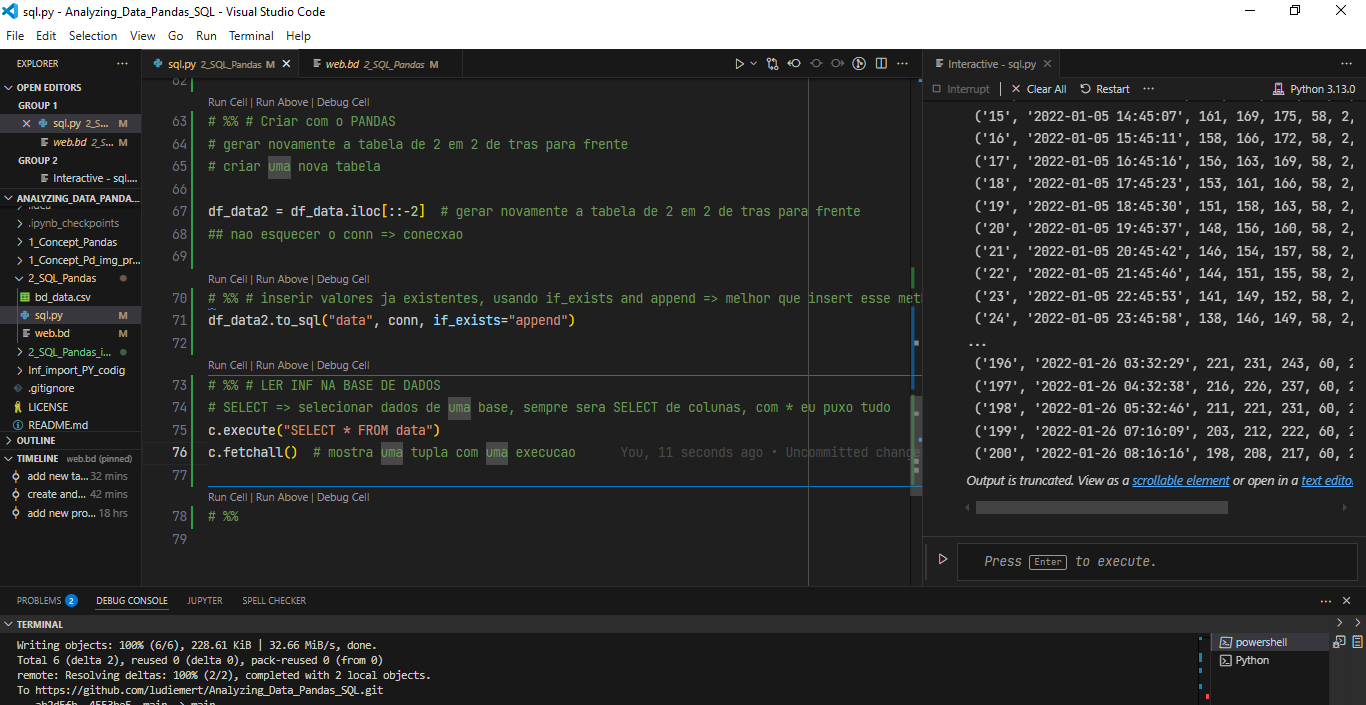 sql.py - Analyzing_Data_Pandas_SQL - Visual Studio Code
File Edit Selection View Go Run Terminal Help
EXPLORER
OPEN EDITORS
GROUP 1
sql.py 2_S... M
web.bd 2_S... M
GROUP 2
Interactive - sql....
ANALYZING_DATA_PANDA...
.ipynb_checkpoints
1_Concept_Pandas
1_Concept_Pd_img_pr...
2_SQL_Pandas
bd_data.csv
sql.py M
web.bd M
2_SQL_Pandas_i...
Inf_import_PY_codig
.gitignore
LICENSE
README.md
OUTLINE
TIMELINE web.bd (pinned)
add new ta... 32 mins
create and... 42 mins
add new pro... 18 hrs
sql.py 2_SQL_Pandas M
web.bd 2_SQL_Pandas M
62
Run Cell | Run Above | Debug Cell
63 # %% # Criar com o PANDAS
64 # gerar novamente a tabela de 2 em 2 de tras para frente
65 # criar uma nova tabela
66
67 df_data2 = df_data.iloc[::-2]  # gerar novamente a tabela de 2 em 2 de tras para frente
68 ## nao esquecer o conn => conecxao
69
Run Cell | Run Above | Debug Cell
70 # %% # inserir valores ja existentes, usando if_exists and append => melhor que insert esse met
71 df_data2.to_sql("data", conn, if_exists="append")
72
Run Cell | Run Above | Debug Cell
73 # %% # LER INF NA BASE DE DADOS
74 # SELECT => selecionar dados de uma base, sempre sera SELECT de colunas, com * eu puxo tudo
75 c.execute("SELECT * FROM data")
76 c.fetchall()  # mostra uma tupla com uma execucao You, 11 seconds ago • Uncommitted change
77
Run Cell | Run Above | Debug Cell
78 # %%
79
Interactive - sql.py
Interrupt | Clear All Restart ... Python 3.13.0
('15', '2022-01-05 14:45:07', 161, 169, 175, 58, 2,
('16', '2022-01-05 15:45:11', 158, 166, 172, 58, 2,
('17', '2022-01-05 16:45:16', 156, 163, 169, 58, 2,
('18', '2022-01-05 17:45:23', 153, 161, 166, 58, 2,
('19', '2022-01-05 18:45:30', 151, 158, 163, 58, 2,
('20', '2022-01-05 19:45:37', 148, 156, 160, 58, 2,
('21', '2022-01-05 20:45:42', 146, 154, 157, 58, 2,
('22', '2022-01-05 21:45:46', 144, 151, 155, 58, 2,
('23', '2022-01-05 22:45:53', 141, 149, 152, 58, 2,
('24', '2022-01-05 23:45:58', 138, 146, 149, 58, 2,
...
('196', '2022-01-26 03:32:29', 221, 231, 243, 60, 2
('197', '2022-01-26 04:32:38', 216, 226, 237, 60, 2
('198', '2022-01-26 05:32:46', 211, 221, 231, 60, 2
('199', '2022-01-26 07:16:09', 203, 212, 222, 60, 2
('200', '2022-01-26 08:16:16', 198, 208, 217, 60, 2
Output is truncated. View as a scrollable element or open in a text edito
Press Enter to execute.
PROBLEMS 2 DEBUG CONSOLE JUPYTER SPELL CHECKER
TERMINAL
Writing objects: 100% (6/6), 228.61 KiB | 32.66 MiB/s, done.
Total 6 (delta 2), reused 0 (delta 0), pack-reused 0 (from 0)
remote: Resolving deltas: 100% (2/2), completed with 2 local objects.
To https://github.com/ludiemert/Analyzing_Data_Pandas_SQL.git
main -> main
powershell
Python